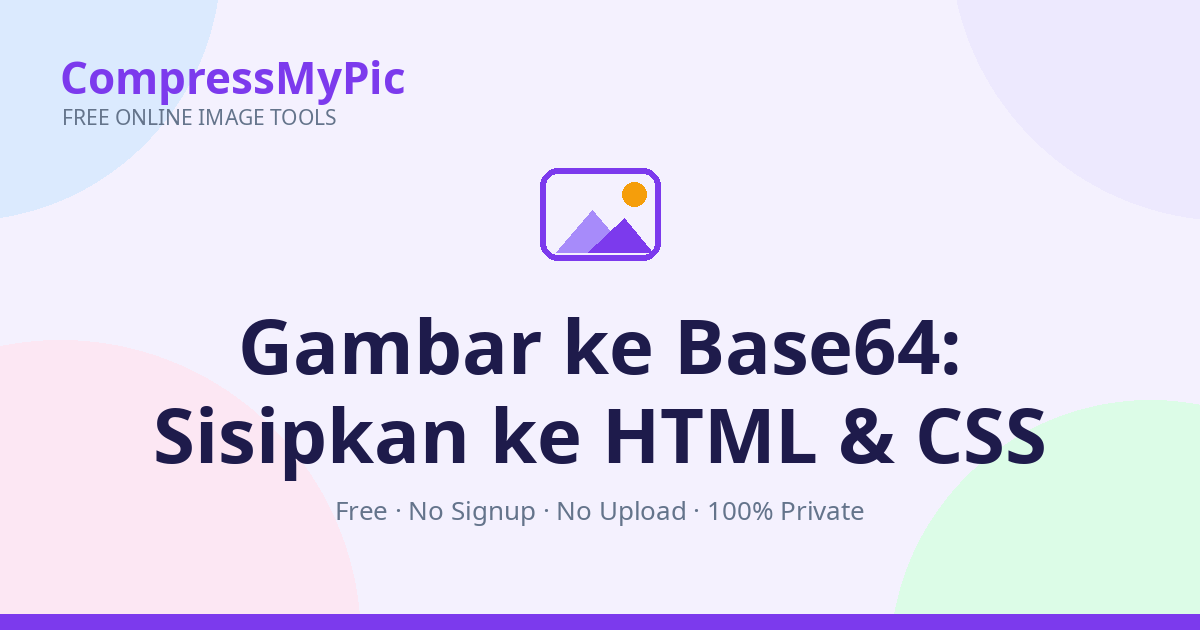 CompressMyPic
FREE ONLINE IMAGE TOOLS
Gambar ke Base64:
Sisipkan ke HTML & CSS
Free · No Signup · No Upload · 100% Private